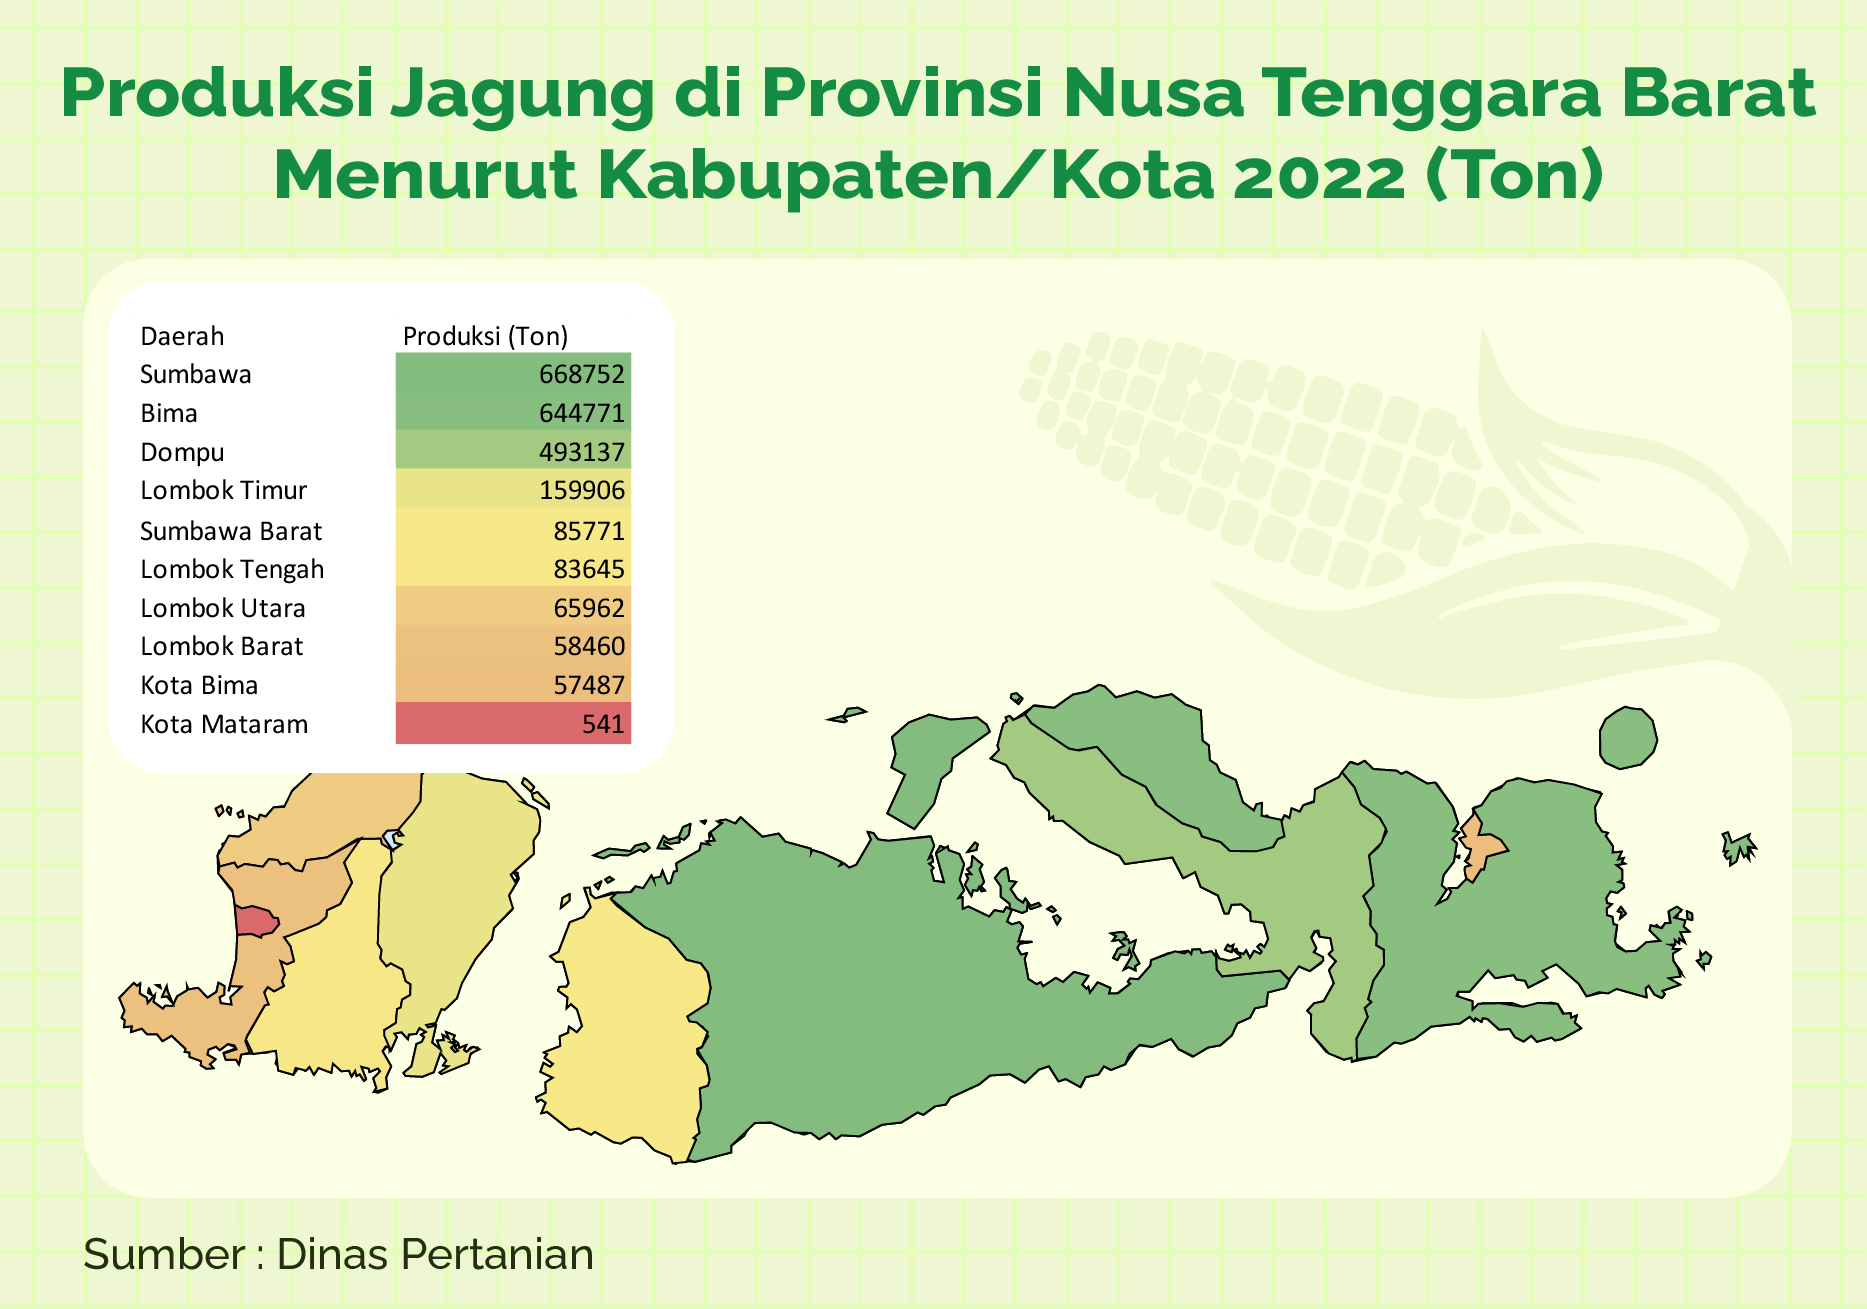 Produksi Jagung di Provinsi Nusa Tenggara Barat
Menurut Kabupaten/Kota 2022 (Ton)
Daerah Produksi (Ton)
Sumbawa 668752
Bima 644771
Dompu 493137
Lombok Timur 159906
Sumbawa Barat 85771
Lombok Tengah 83645
Lombok Utara 65962
Lombok Barat 58460
Kota Bima 57487
Kota Mataram 541
Sumber : Dinas Pertanian